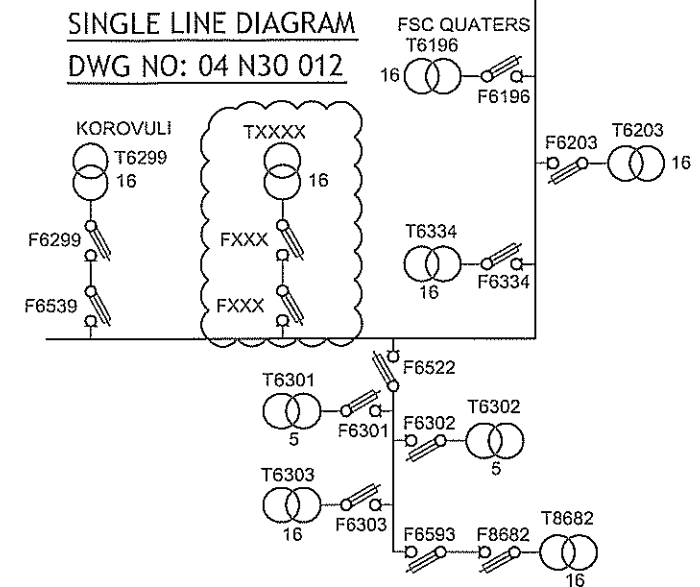 SINGLE LINE DIAGRAM
DWG NO: 04 N30 012
FSC QUATERS
T6196
16
F6196
KOROVULI
T6299
16
F6299
F6539
TXXXX
16
FXXX
FXXX
F6203
T6203
16
T6334
16
F6334
F6522
T6301
5
F6301
F6302
T6302
5
T6303
16
F6303
F6593
F8682
T8682
16